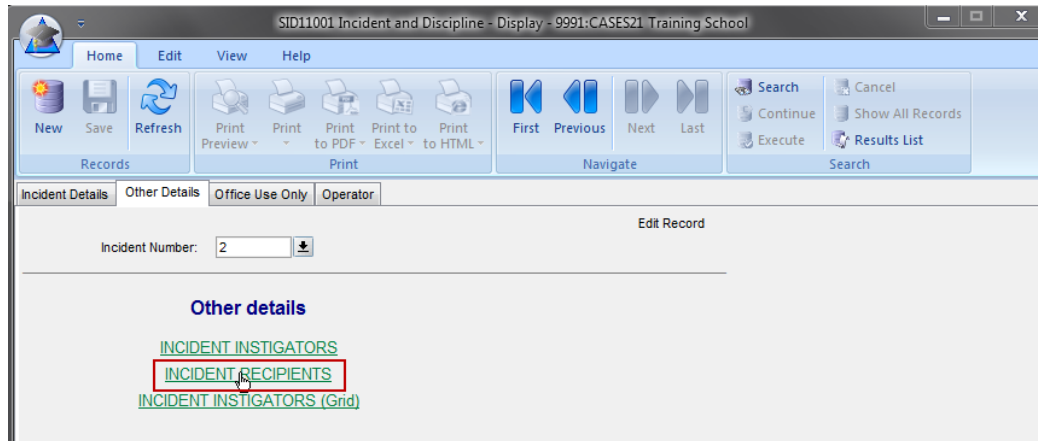 SID11001 Incident and Discipline - Display - 9991:CASES21 Training School
Home Edit View Help
New Save Refresh
Print Preview Print Print to PDF Print to Excel Print to HTML
First Previous Next Last
Search Cancel
Continue Show All Records
Execute Results List
Records Print Navigate Search
Incident Details Other Details Office Use Only Operator
Edit Record
Incident Number: 2
Other details
INCIDENT INSTIGATORS
INCIDENT RECIPIENTS
INCIDENT INSTIGATORS (Grid)